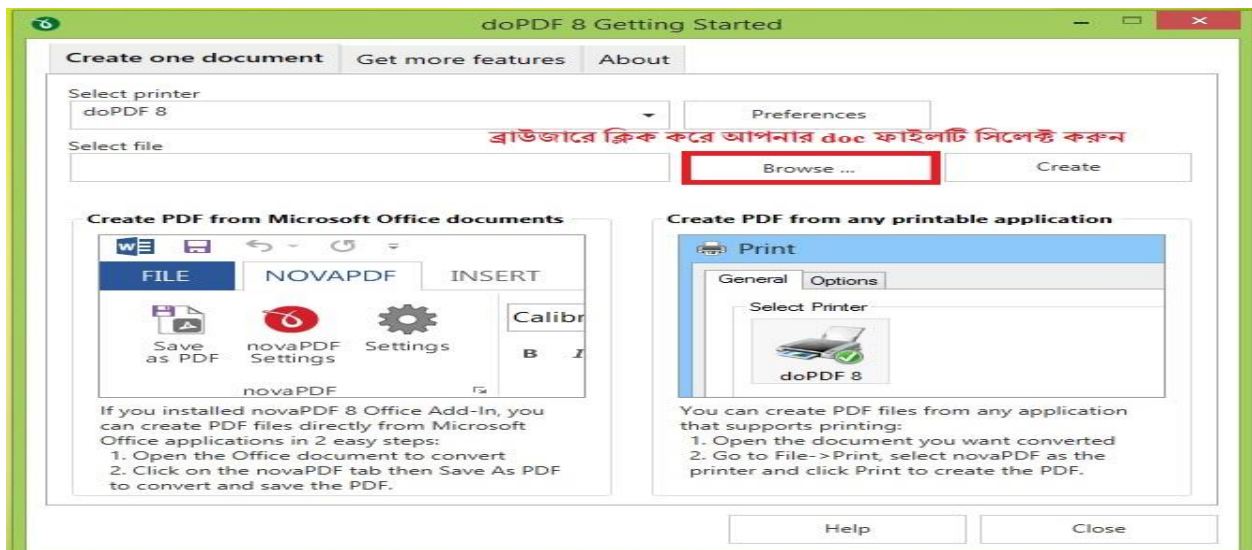 doPDF 8 Getting Started
Create one document Get more features About
Select printer
doPDF 8 Preferences
ব্রাউজারে ক্লিক করে আপনার doc ফাইলটি সিলেক্ট করুন
Select file
Browse ... Create
Create PDF from Microsoft Office documents
FILE NOVAPDF INSERT
Save as PDF
novaPDF Settings
Settings
Calibr
B I
novaPDF
If you installed novaPDF 8 Office Add-In, you
can create PDF files directly from Microsoft
Office applications in 2 easy steps:
1. Open the Office document to convert
2. Click on the novaPDF tab then Save As PDF
to convert and save the PDF.
Create PDF from any printable application
Print
General Options
Select Printer
doPDF 8
You can create PDF files from any application
that supports printing:
1. Open the document you want converted
2. Go to File->Print, select novaPDF as the
printer and click Print to create the PDF.
Help Close